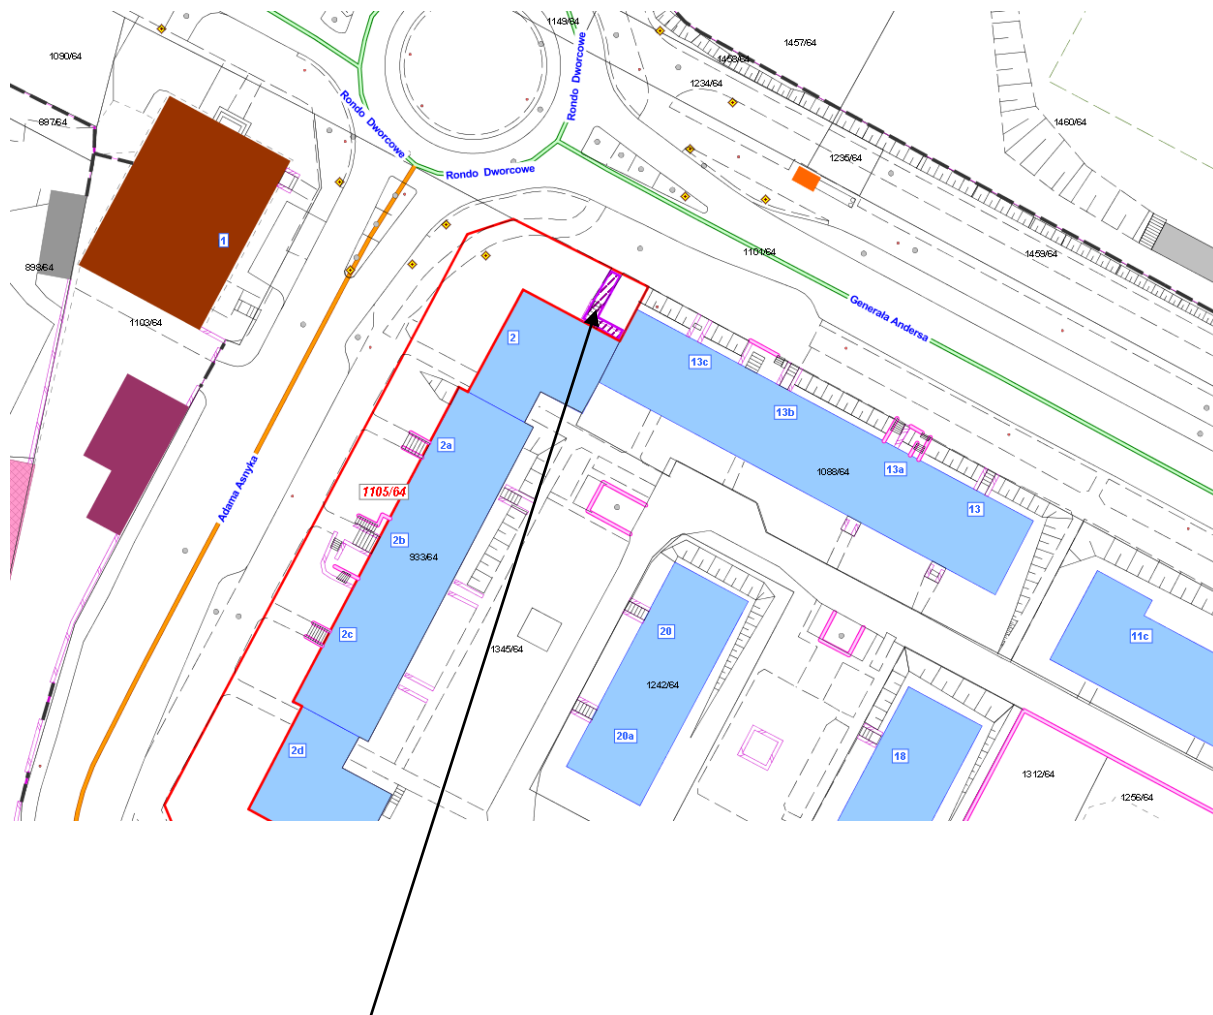 1149/64
1457/64
1090/64
1458/64
1234/64
Rondo Dworcowe
Rondo Dworcowe
897/64
1460/64
1235/64
Rondo Dworcowe
1
1101/64
1459/64
898/64
1103/64
Generała Andersa
2
13c
13b
2a
13a
1088/64
1105/64
13
Adama Asnyka
2b
933/64
2c
20
11c
1345/64
1242/64
20a
2d
18
1312/64
1256/64